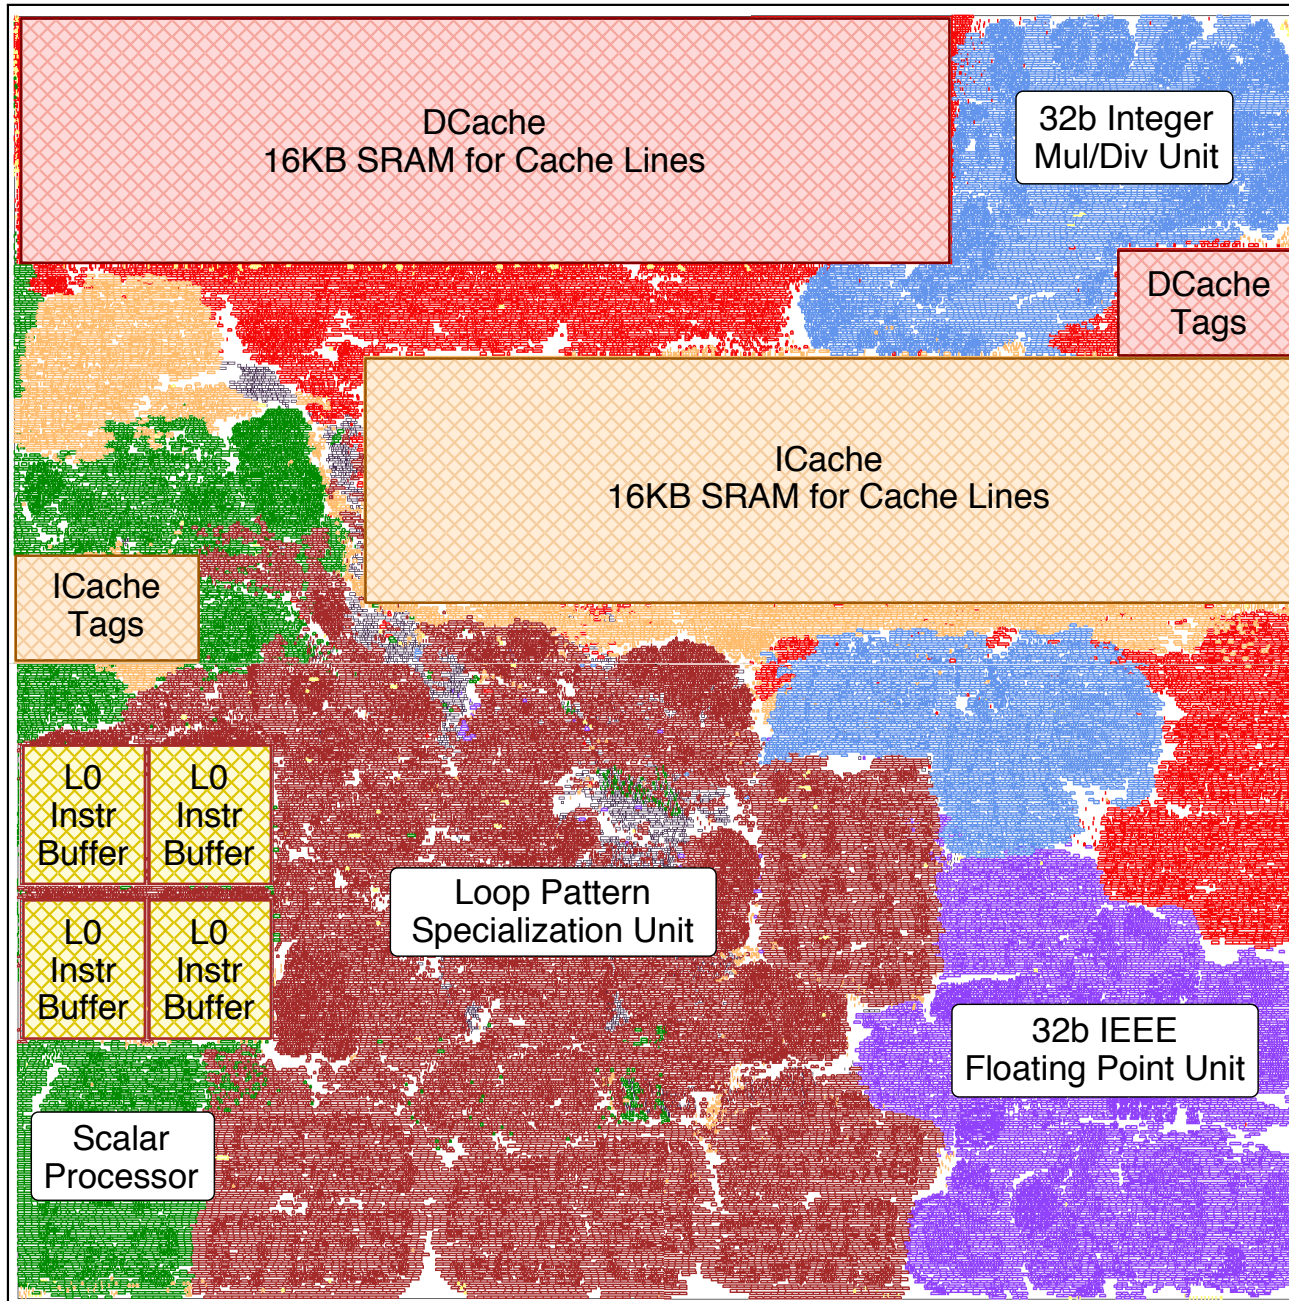 DCache
16KB SRAM for Cache Lines
32b Integer
Mul/Div Unit
DCache
Tags
ICache
16KB SRAM for Cache Lines
ICache
Tags
L0
Instr
Buffer
L0
Instr
Buffer
Loop Pattern
Specialization Unit
L0
Instr
Buffer
L0
Instr
Buffer
32b IEEE
Floating Point Unit
Scalar
Processor